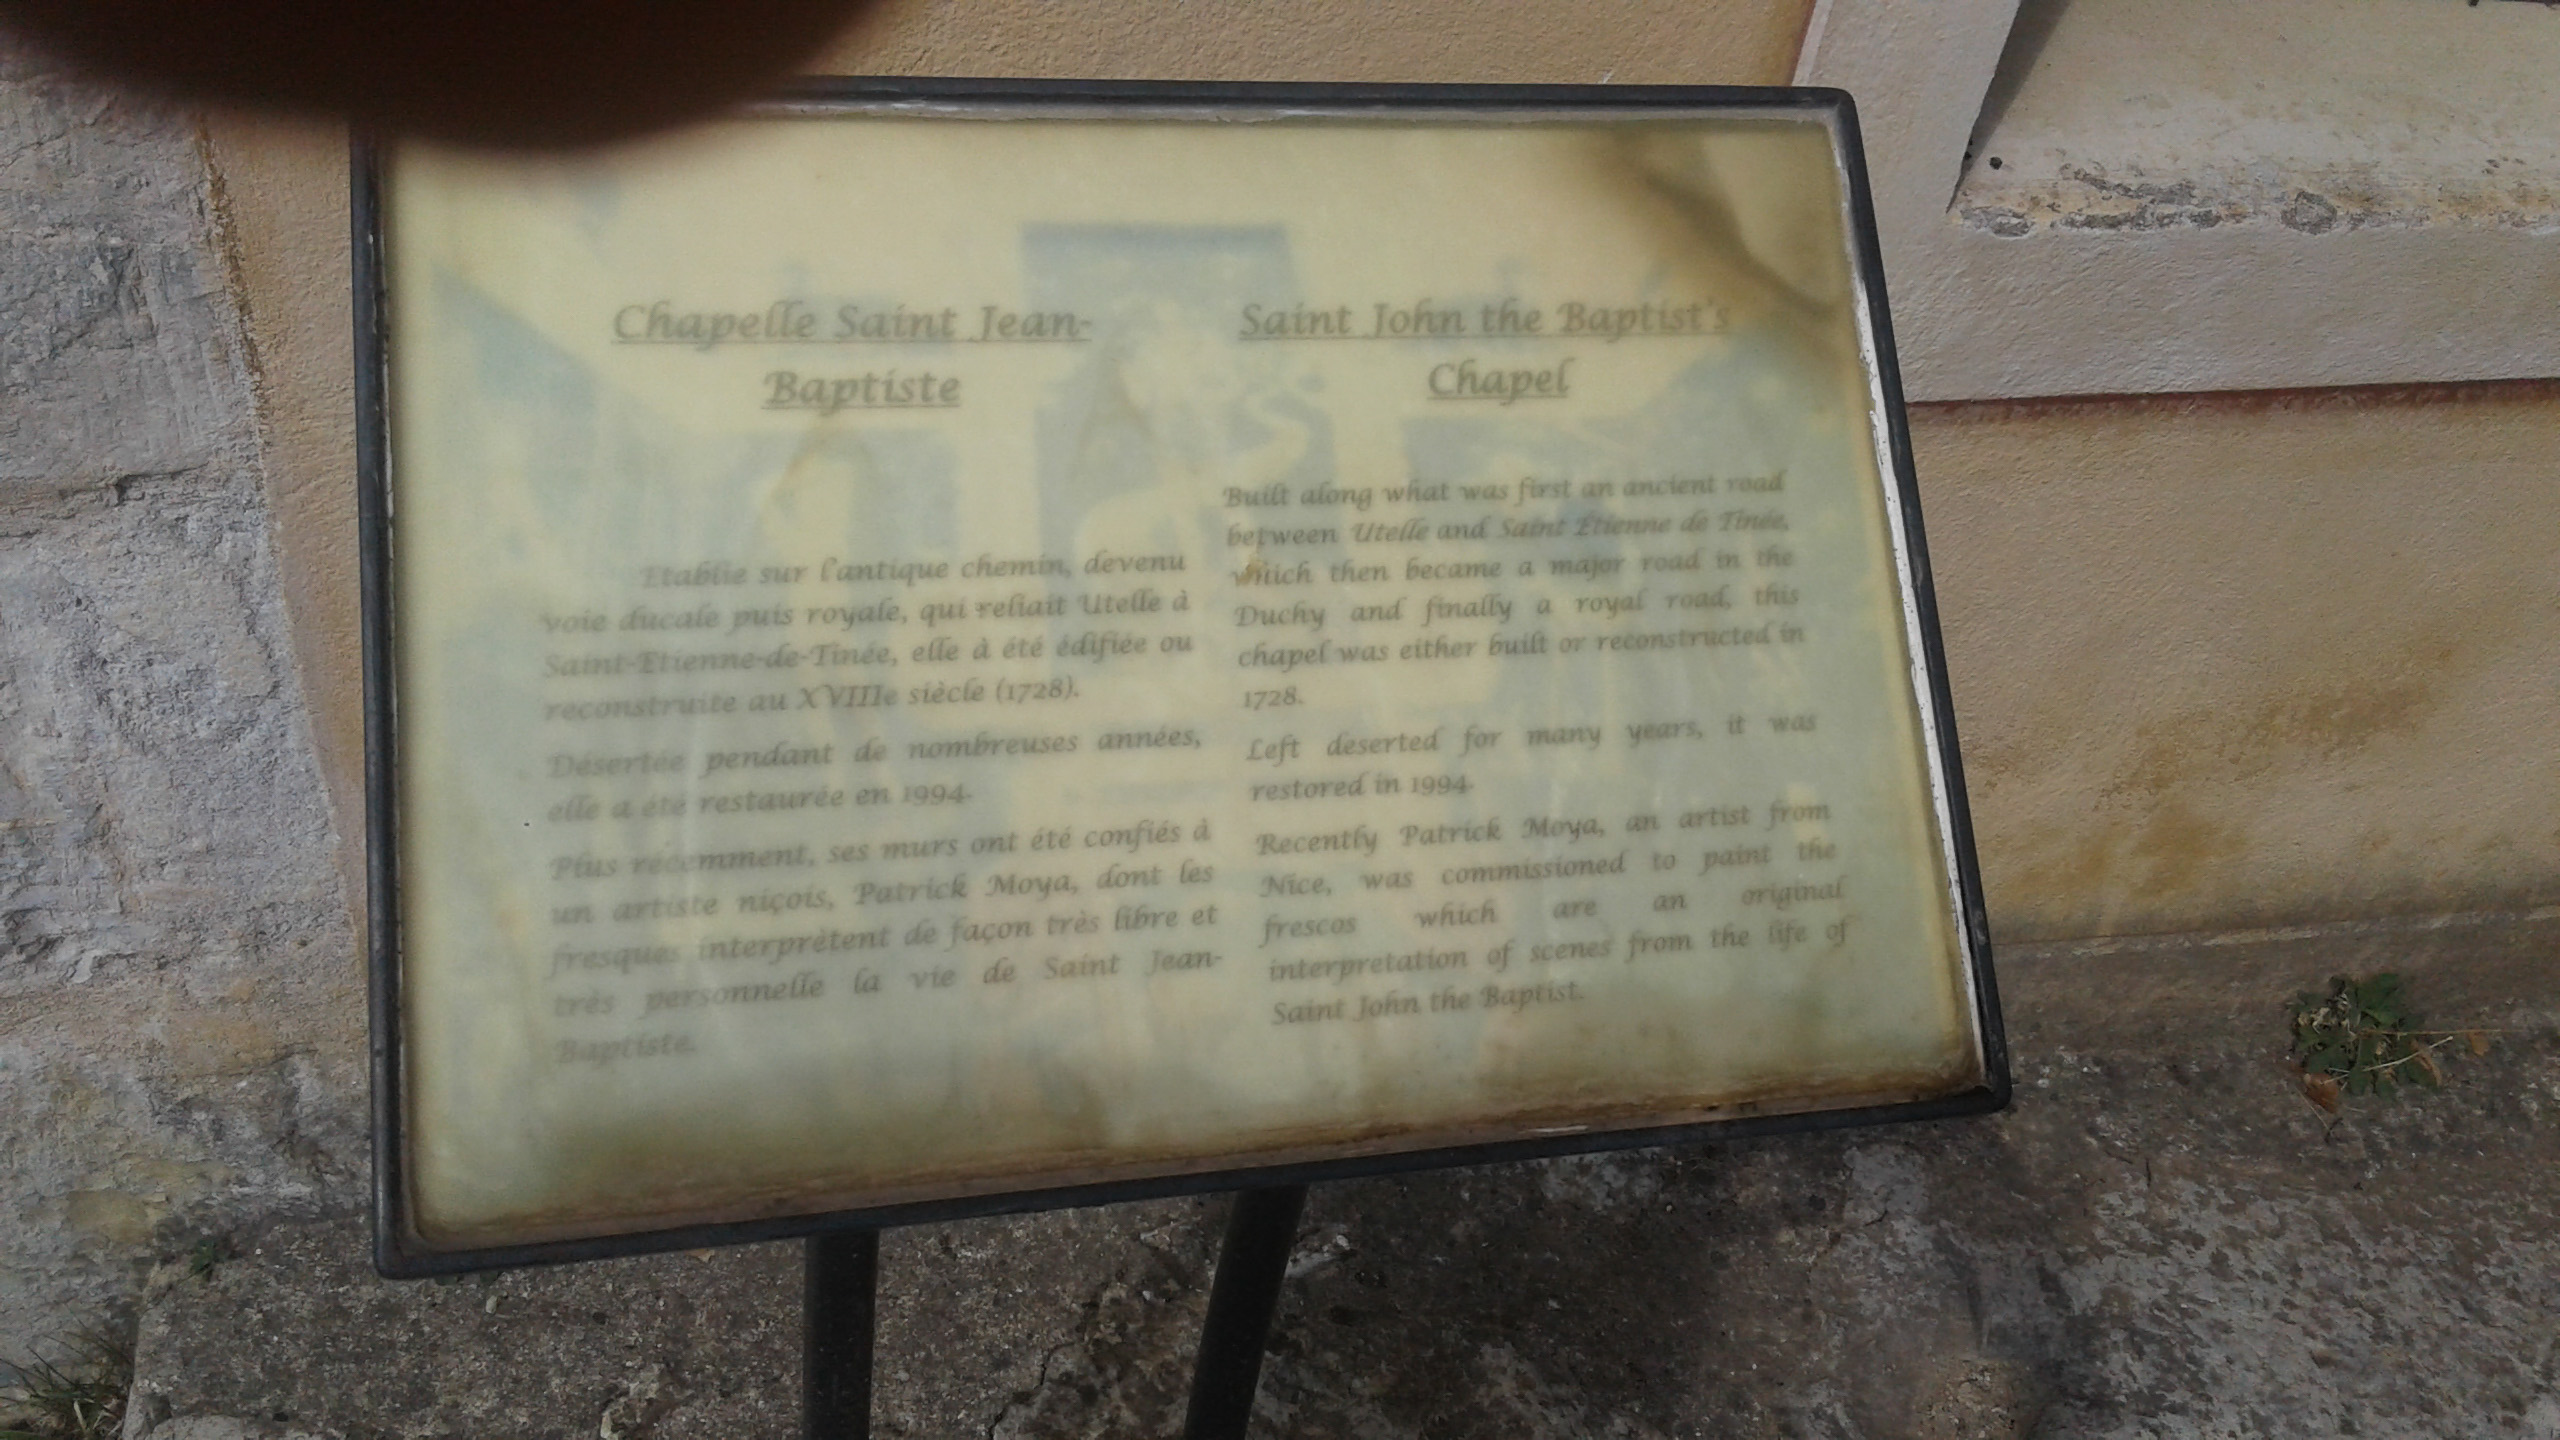 Chapelle Saint Jean-
Baptiste
Etablie sur l'antique chemin, devenu
voie ducale puis royale, qui reliait Utelle à
Saint-Etienne-de-Tinée, elle à été édifiée ou
reconstruite au XVIIIe siècle (1728).
Désertée pendant de nombreuses années,
elle a été restaurée en 1994.
Plus récemment, ses murs ont été confiés à
un artiste niçois, Patrick Moya, dont les
fresques interprètent de façon très libre et
très personnelle la vie de Saint Jean-
Baptiste.
Saint John the Baptist's
Chapel
Built along what was first an ancient road
between Utelle and Saint Etienne de Tinée,
which then became a major road in the
Duchy and finally a royal road, this
chapel was either built or reconstructed in
1728.
Left deserted for many years, it was
restored in 1994.
Recently Patrick Moya, an artist from
Nice, was commissioned to paint the
frescos which are an original
interpretation of scenes from the life of
Saint John the Baptist.